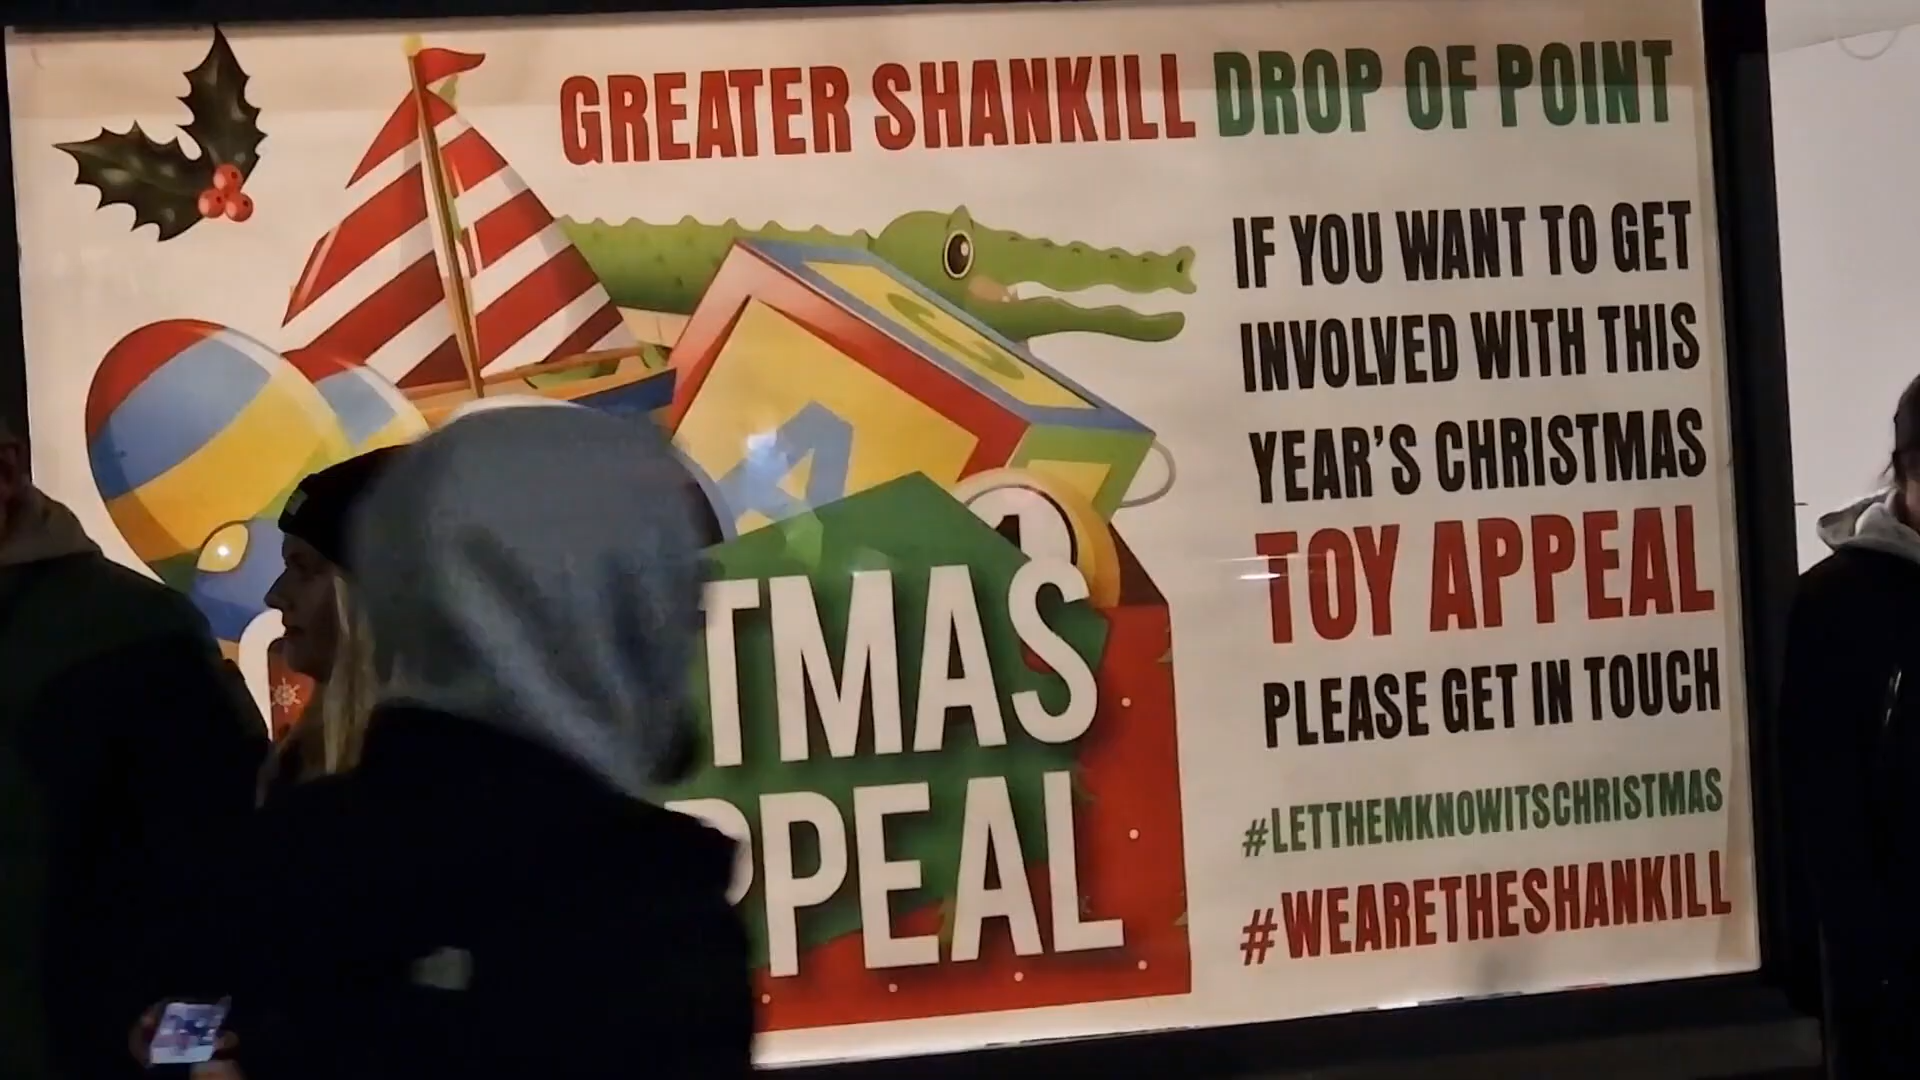 GREATER SHANKILL DROP OF POINT
IF YOU WANT TO GET
INVOLVED WITH THIS
YEAR'S CHRISTMAS
TOY APPEAL
PLEASE GET IN TOUCH
#LETTHEMKNOWITSCHRISTMAS
#WEARETHESHANKILL
1
TMAS
PPEAL